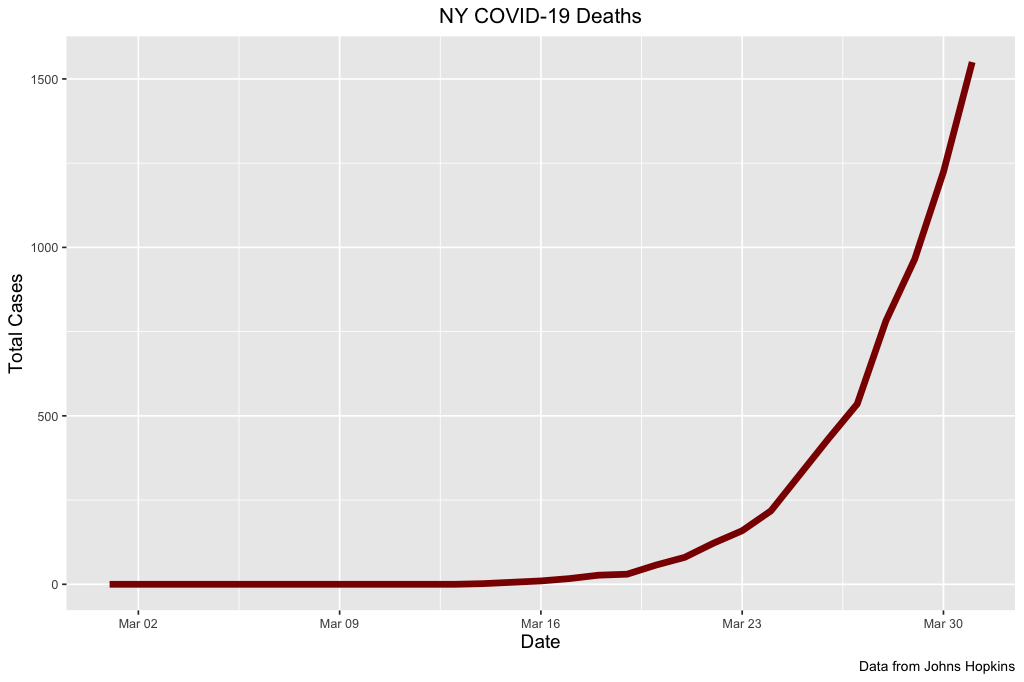 NY COVID-19 Deaths
Total Cases
1500
1000
500
0
Mar 02 Mar 09 Mar 16 Mar 23 Mar 30
Date
Data from Johns Hopkins